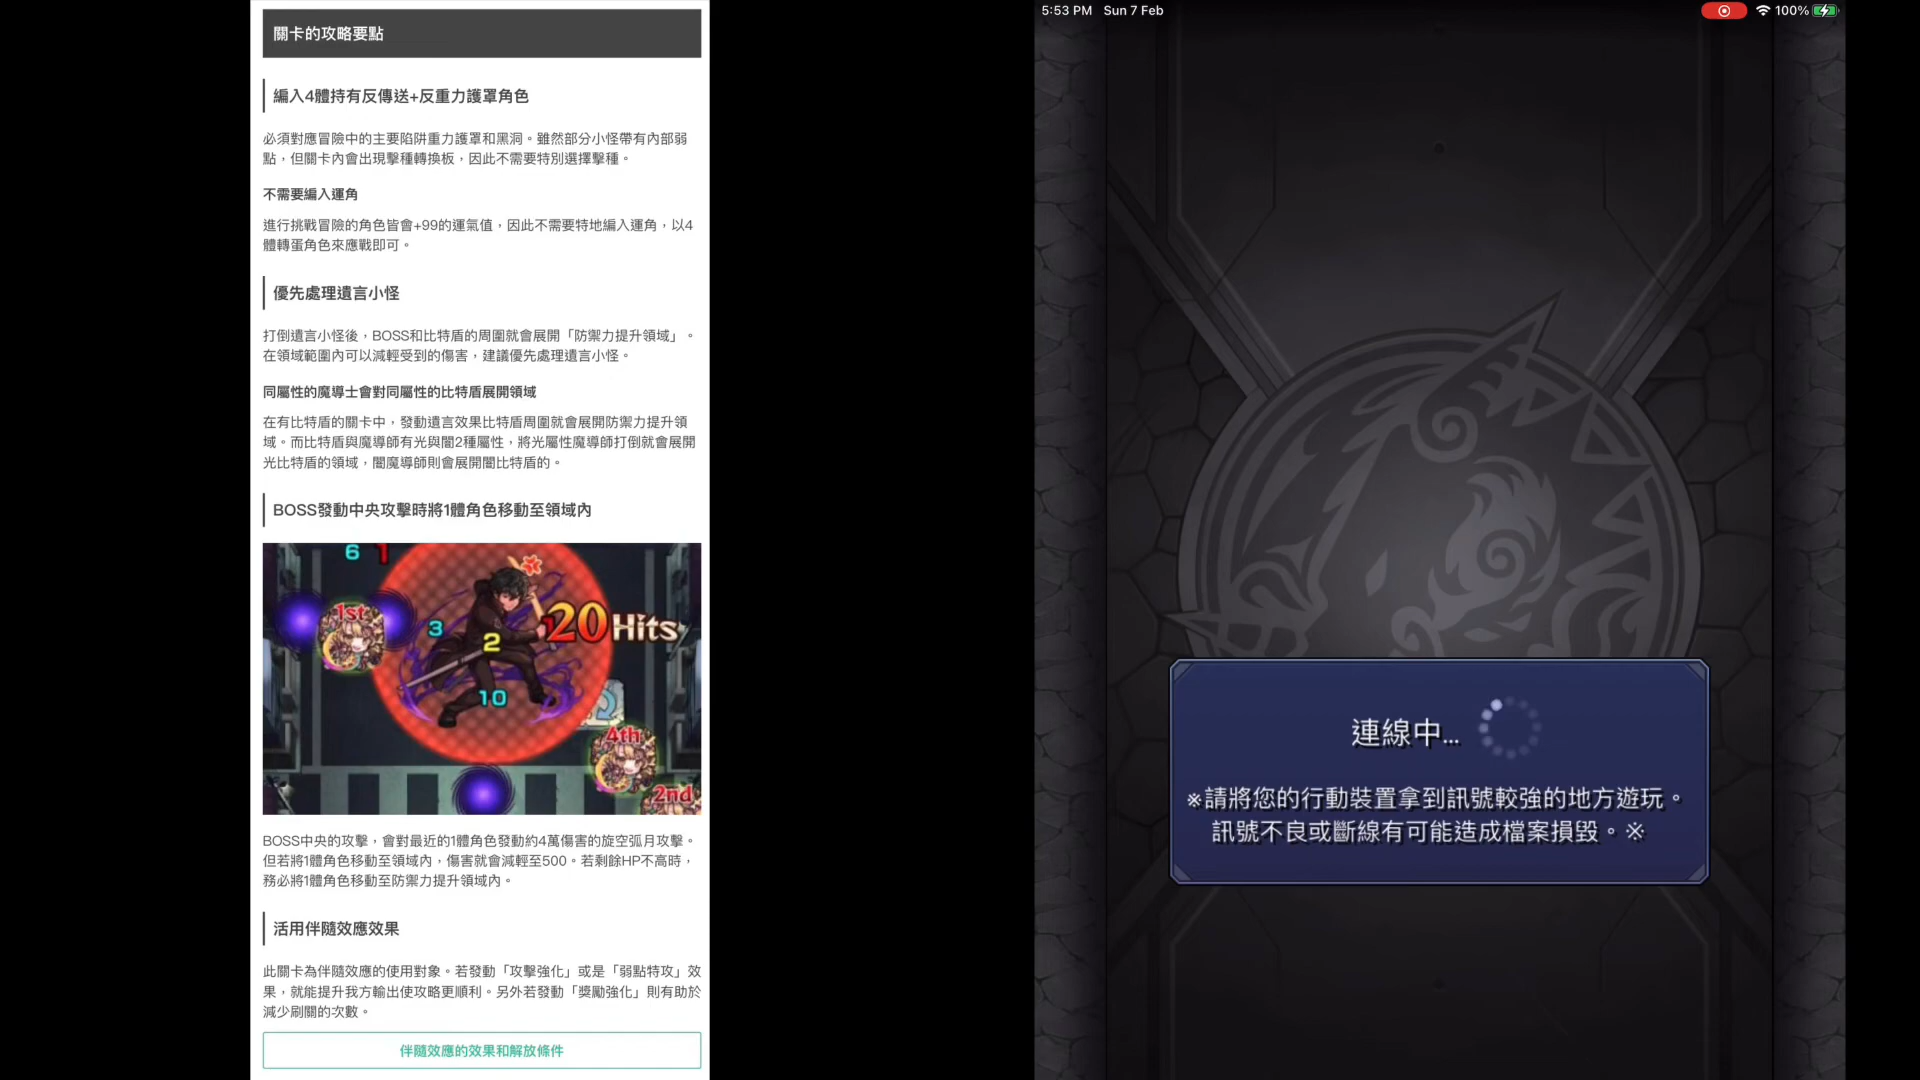 關卡的攻略要點
編入4體持有反傳送+反重力護罩角色
必須對應冒險中的主要陷阱重力護罩和黑洞。雖然部分小怪帶有內部弱
點，但關卡內會出現擊種轉換板，因此不需要特別選擇擊種。
不需要編入運角
進行挑戰冒險的角色皆會+99的運氣值，因此不需要特地編入運角，以4
體轉蛋角色來應戰即可。
優先處理遺言小怪
打倒遺言小怪後，BOSS和比特盾的周圍就會展開「防禦力提升領域」。
在領域範圍內可以減輕受到的傷害，建議優先處理遺言小怪。
同屬性的魔導士會對同屬性的比特盾展開領域
在有比特盾的關卡中，發動遺言效果比特盾周圍就會展開防禦力提升領
域。而比特盾與魔導師有光與闇2種屬性，將光屬性魔導師打倒就會展開
光比特盾的領域，闇魔導師則會展開闇比特盾的。
BOSS發動中央攻擊時將1體角色移動至領域內
6 1
1st
3
2
20 Hits
10
4th
2nd
BOSS中央的攻擊，會對最近的1體角色發動約4萬傷害的旋空弧月攻擊。
但若將1體角色移動至領域內，傷害就會減輕至500。若剩餘HP不高時，
務必將1體角色移動至防禦力提升領域內。
活用伴隨效應效果
此關卡為伴隨效應的使用對象。若發動「攻擊強化」或是「弱點特攻」效
果，就能提升我方輸出使攻略更順利。另外若發動「獎勵強化」則有助於
減少刷關的次數。
伴隨效應的效果和解放條件
5:53 PM Sun 7 Feb
100%
連線中...
※請將您的行動裝置拿到訊號較強的地方遊玩。
訊號不良或斷線有可能造成檔案損毀。※